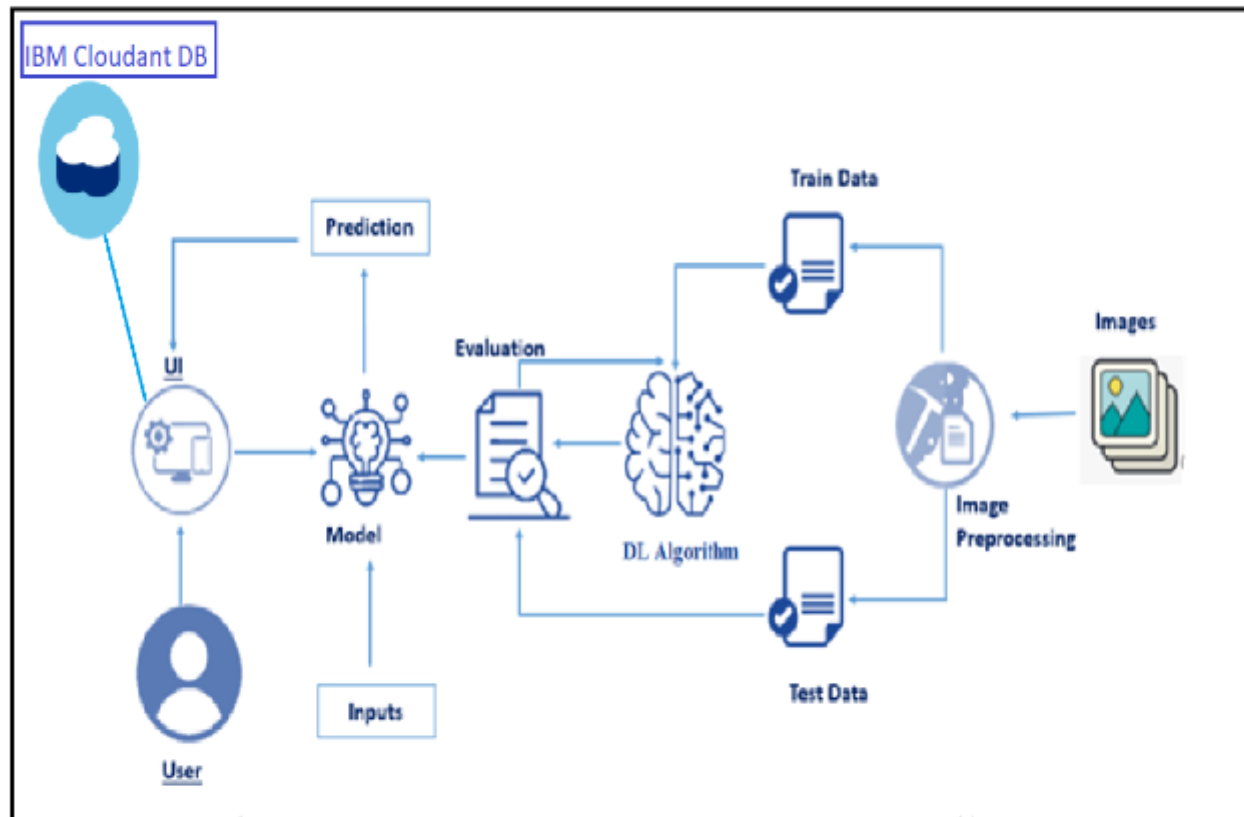 IBM Cloudant DB
Train Data
Prediction
Images
Evaluation
UI
Image
Preprocessing
Model
DL Algorithm
Test Data
Inputs
User